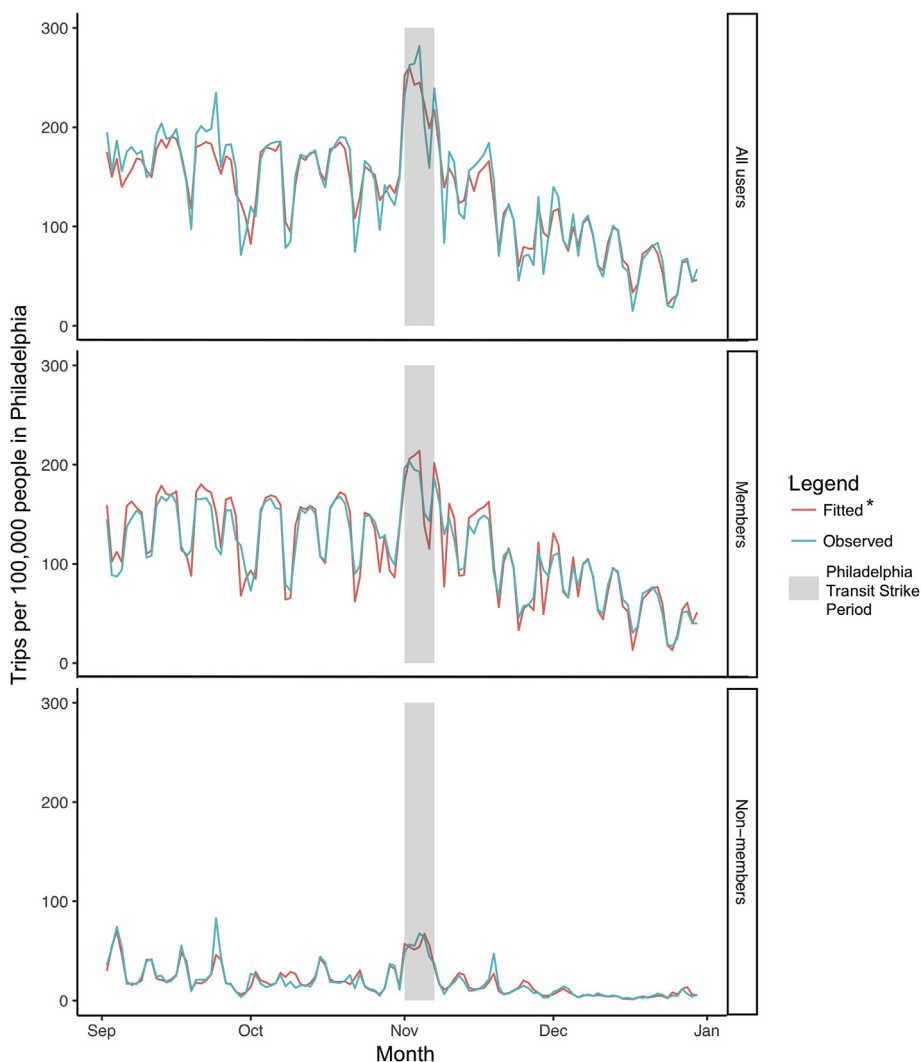 300
200
100
0
All users
300
200
100
0
Members
300
200
100
0
Non−members
Trips per 100,000 people in Philadelphia
Sep
Oct
Nov
Dec
Jan
Month
Legend
Fitted*
Observed
Philadelphia
Transit Strike
Period